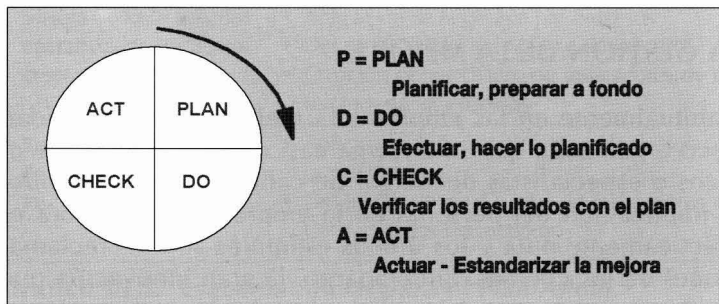 ACT PLAN
CHECK DO
P = PLAN
Planificar, preparar a fondo
D = DO
Efectuar, hacer lo planificado
C = CHECK
Verificar los resultados con el plan
A = ACT
Actuar - Estandarizar la mejora